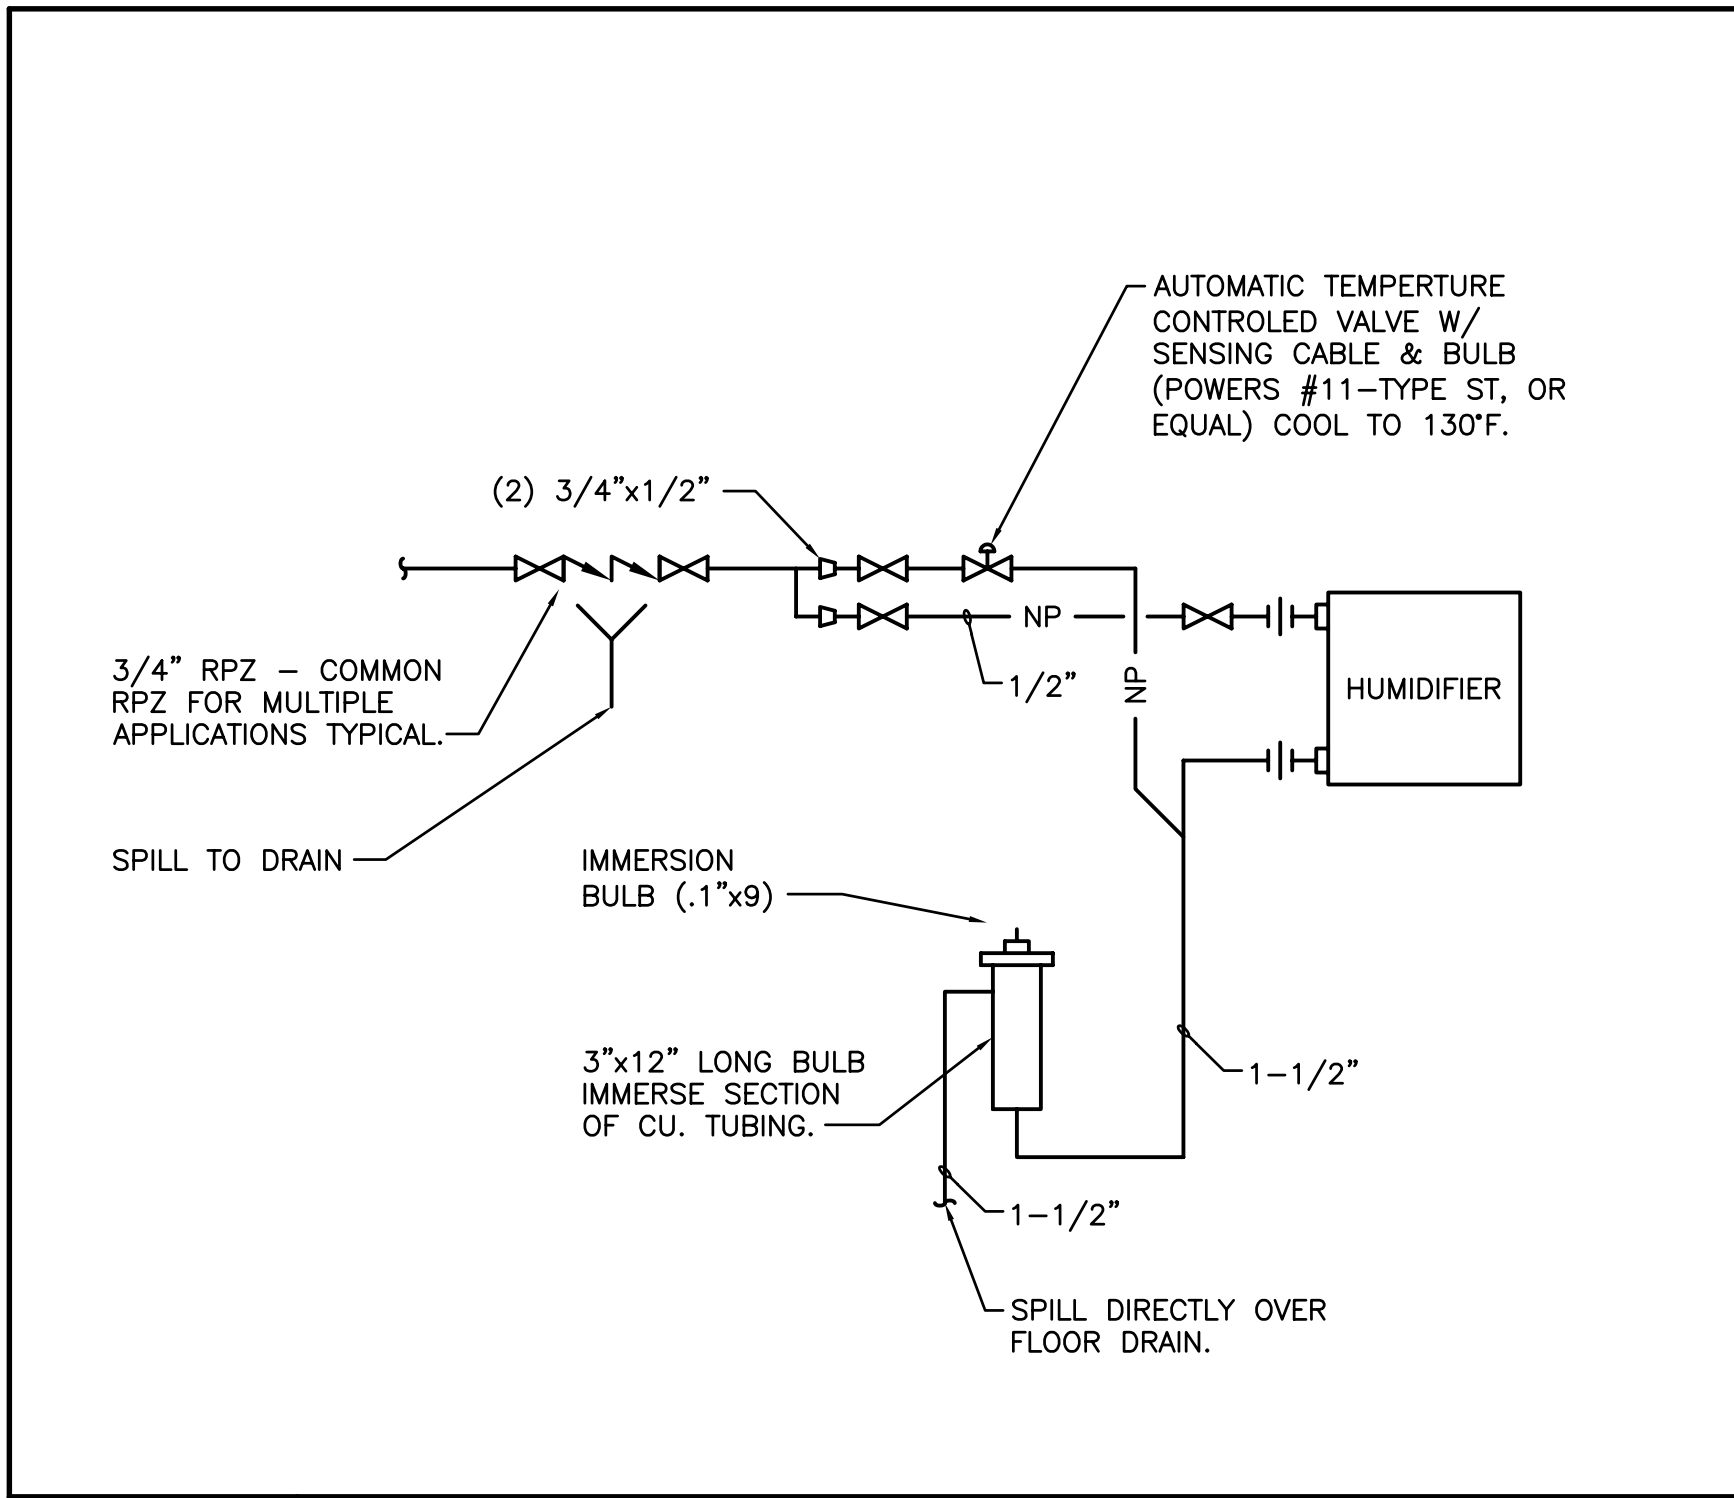 AUTOMATIC TEMPERTURE
CONTROLED VALVE W/
SENSING CABLE & BULB
(POWERS #11-TYPE ST, OR
EQUAL) COOL TO 130°F.
(2) 3/4"x1/2"
NP
1/2"
NP
HUMIDIFIER
3/4" RPZ - COMMON
RPZ FOR MULTIPLE
APPLICATIONS TYPICAL.
SPILL TO DRAIN
IMMERSION
BULB (.1"x9)
3"x12" LONG BULB
IMMERSE SECTION
OF CU. TUBING.
1-1/2"
1-1/2"
SPILL DIRECTLY OVER
FLOOR DRAIN.